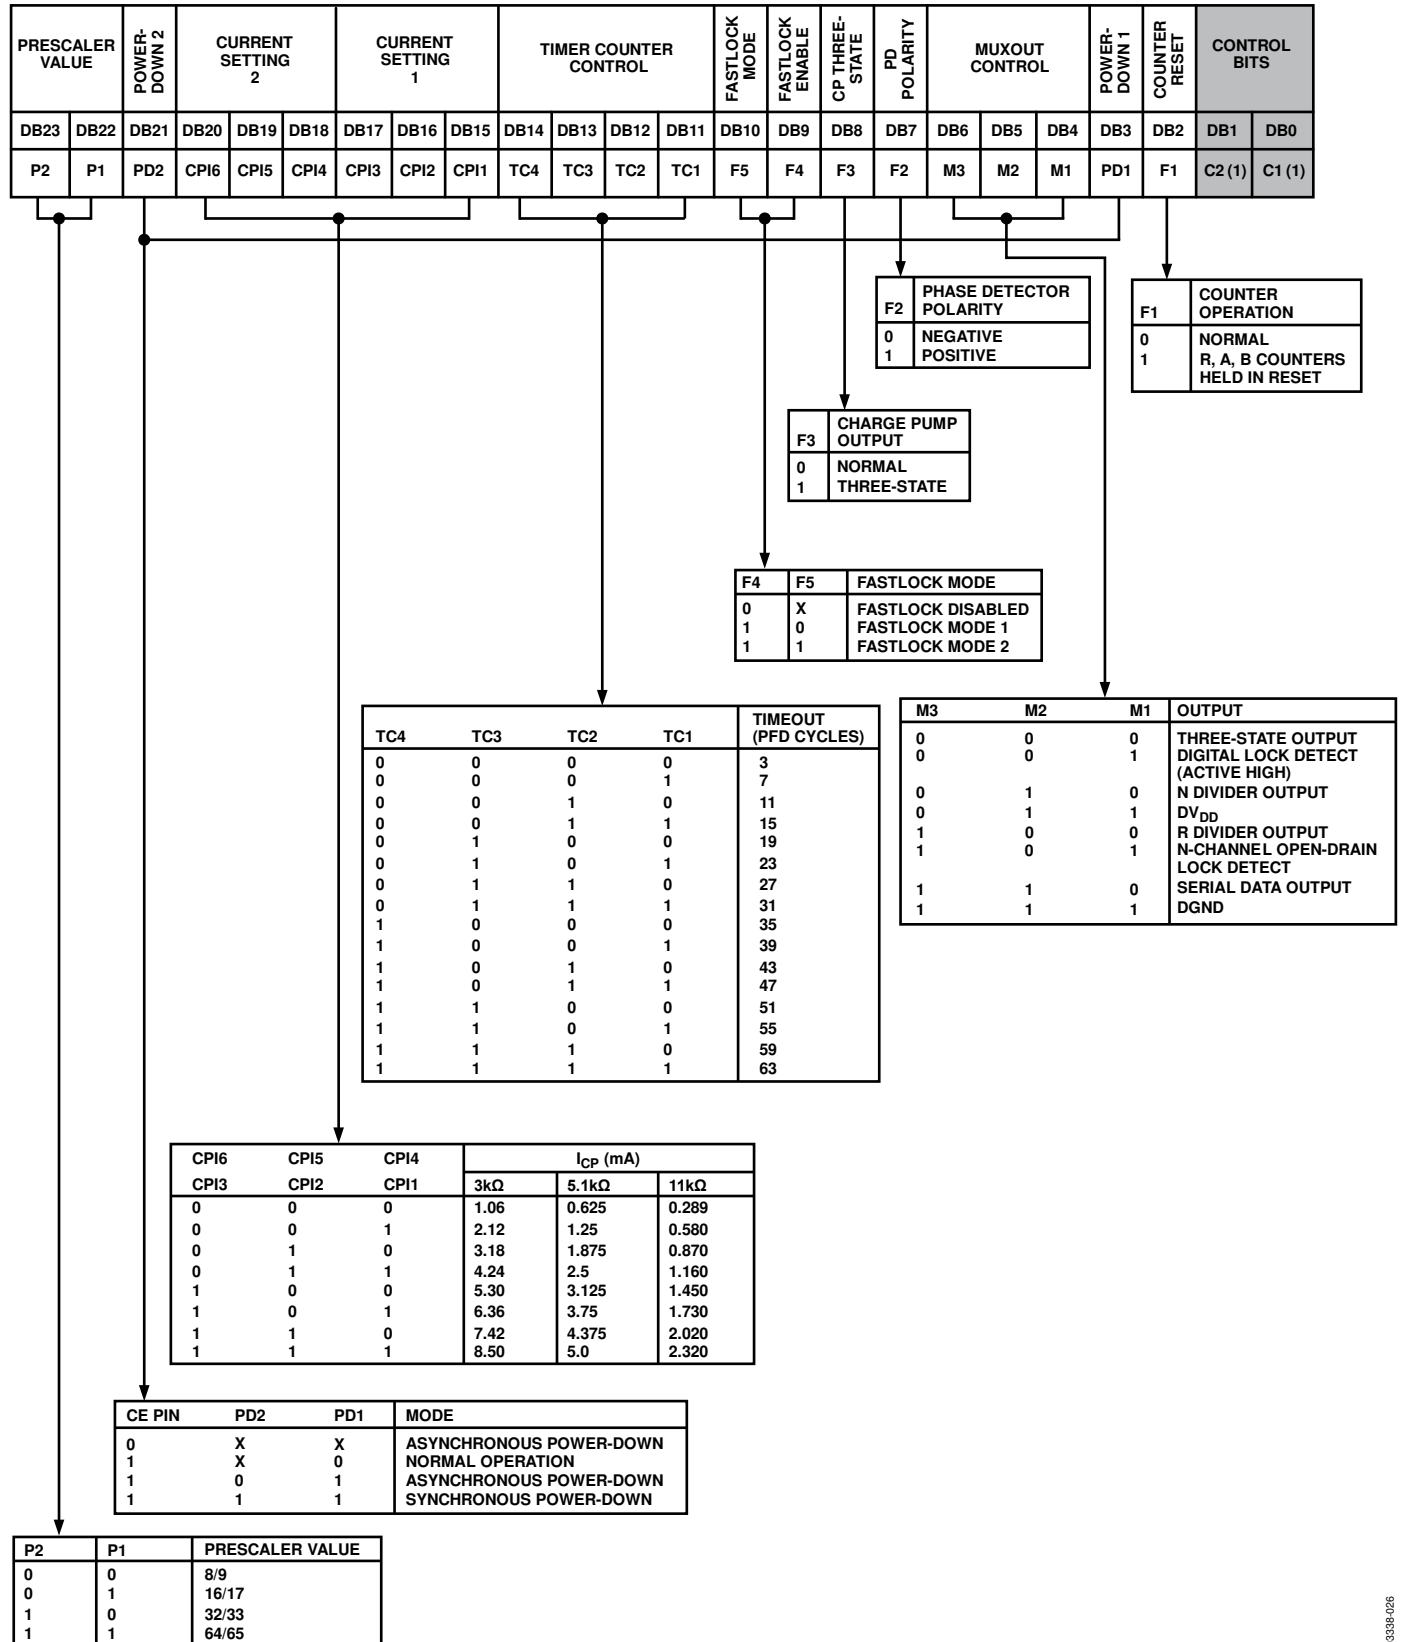 PRESCALER VALUE
POWER-DOWN 2
CURRENT SETTING 2
CURRENT SETTING 1
TIMER COUNTER CONTROL
FASTLOCK MODE
FASTLOCK ENABLE
CP THREE-STATE
PD POLARITY
MUXOUT CONTROL
POWER-DOWN 1
COUNTER RESET
CONTROL BITS
DB23 DB22 DB21 DB20 DB19 DB18 DB17 DB16 DB15 DB14 DB13 DB12 DB11 DB10 DB9 DB8 DB7 DB6 DB5 DB4 DB3 DB2 DB1 DB0
P2 P1 PD2 CPI6 CPI5 CPI4 CPI3 CPI2 CPI1 TC4 TC3 TC2 TC1 F5 F4 F3 F2 M3 M2 M1 PD1 F1 C2 (1) C1 (1)
F2 PHASE DETECTOR POLARITY
0 NEGATIVE
1 POSITIVE
F1 COUNTER OPERATION
0 NORMAL
1 R, A, B COUNTERS
HELD IN RESET
F3 CHARGE PUMP OUTPUT
0 NORMAL
1 THREE-STATE
F4 F5 FASTLOCK MODE
0 X FASTLOCK DISABLED
1 0 FASTLOCK MODE 1
1 1 FASTLOCK MODE 2
TC4 TC3 TC2 TC1 TIMEOUT (PFD CYCLES)
0 0 0 0 3
0 0 0 1 7
0 0 1 0 11
0 0 1 1 15
0 1 0 0 19
0 1 0 1 23
0 1 1 0 27
0 1 1 1 31
1 0 0 0 35
1 0 0 1 39
1 0 1 0 43
1 0 1 1 47
1 1 0 0 51
1 1 0 1 55
1 1 1 0 59
1 1 1 1 63
M3 M2 M1 OUTPUT
0 0 0 THREE-STATE OUTPUT
0 0 1 DIGITAL LOCK DETECT
(ACTIVE HIGH)
0 1 0 N DIVIDER OUTPUT
0 1 1 DVDD
1 0 0 R DIVIDER OUTPUT
1 0 1 N-CHANNEL OPEN-DRAIN
LOCK DETECT
1 1 0 SERIAL DATA OUTPUT
1 1 1 DGND
CPI6 CPI5 CPI4 ICP (mA)
CPI3 CPI2 CPI1 3kΩ 5.1kΩ 11kΩ
0 0 0 1.06 0.625 0.289
0 0 1 2.12 1.25 0.580
0 1 0 3.18 1.875 0.870
0 1 1 4.24 2.5 1.160
1 0 0 5.30 3.125 1.450
1 0 1 6.36 3.75 1.730
1 1 0 7.42 4.375 2.020
1 1 1 8.50 5.0 2.320
CE PIN PD2 PD1 MODE
0 X X ASYNCHRONOUS POWER-DOWN
1 X 0 NORMAL OPERATION
1 0 1 ASYNCHRONOUS POWER-DOWN
1 1 1 SYNCHRONOUS POWER-DOWN
P2 P1 PRESCALER VALUE
0 0 8/9
0 1 16/17
1 0 32/33
1 1 64/65